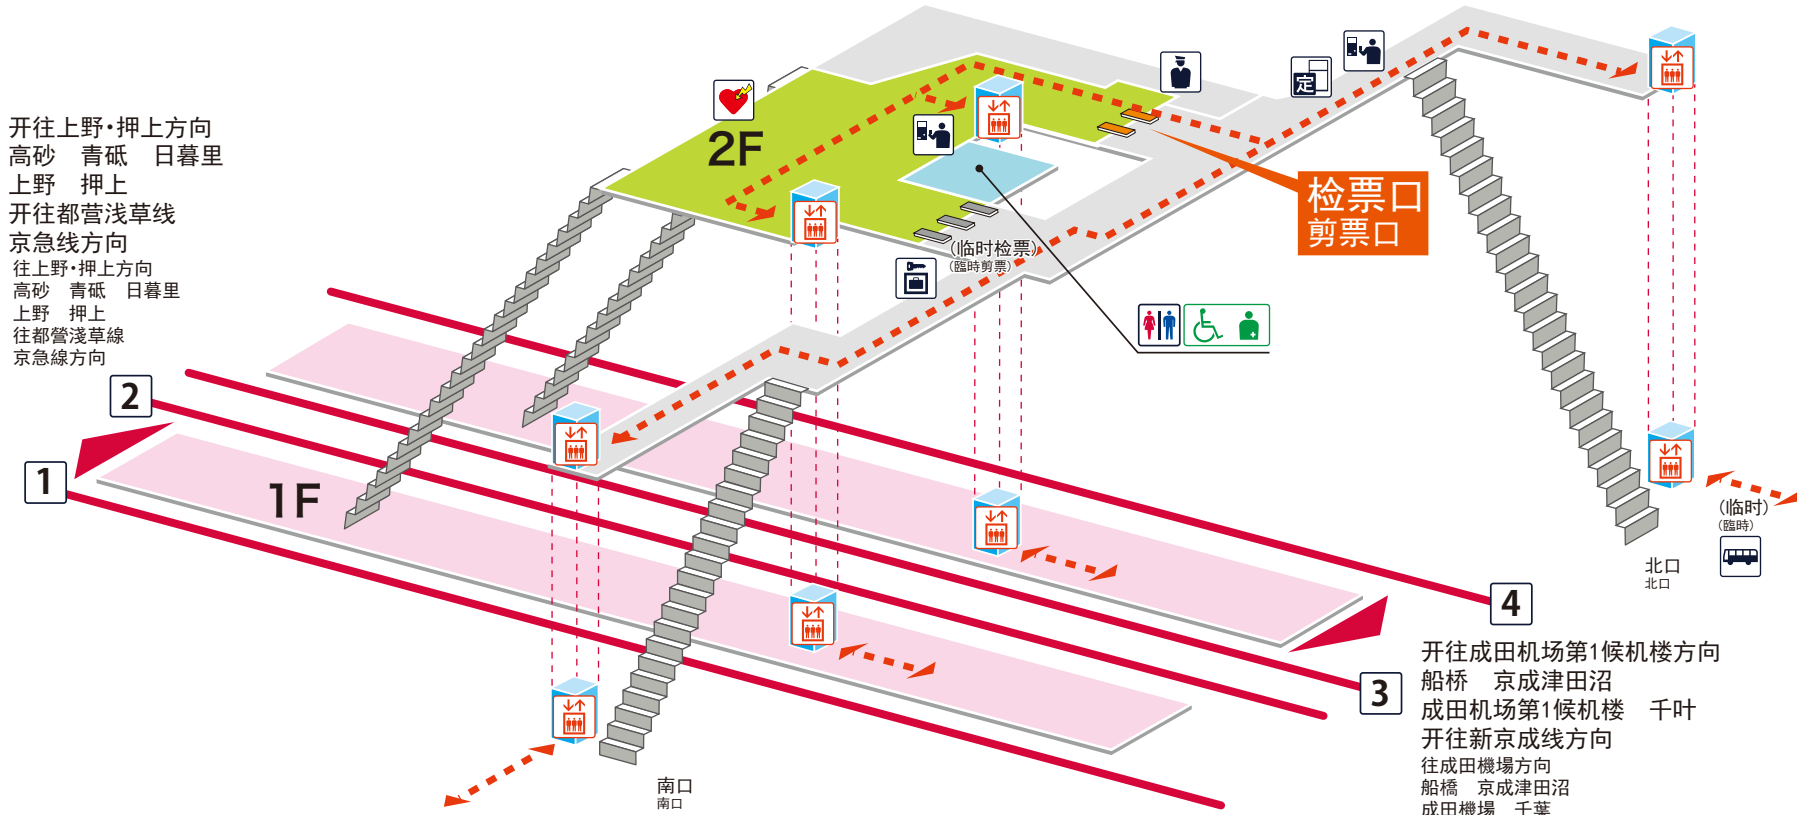 开往上野・押上方向
高砂　青砥　日暮里
上野　押上
开往都营浅草线
京急线方向
往上野・押上方向
高砂　青砥　日暮里
上野　押上
往都營淺草線
京急線方向
2F
定
检票口
剪票口
(临时检票)
(臨時剪票)
2
1
1F
(临时)
(臨時)
北口
北口
4
3
开往成田机场第1候机楼方向
船桥　京成津田沼
成田机场第1候机楼　千叶
开往新京成线方向
往成田機場方向
船橋　京成津田沼
成田機場　千葉
南口
南口